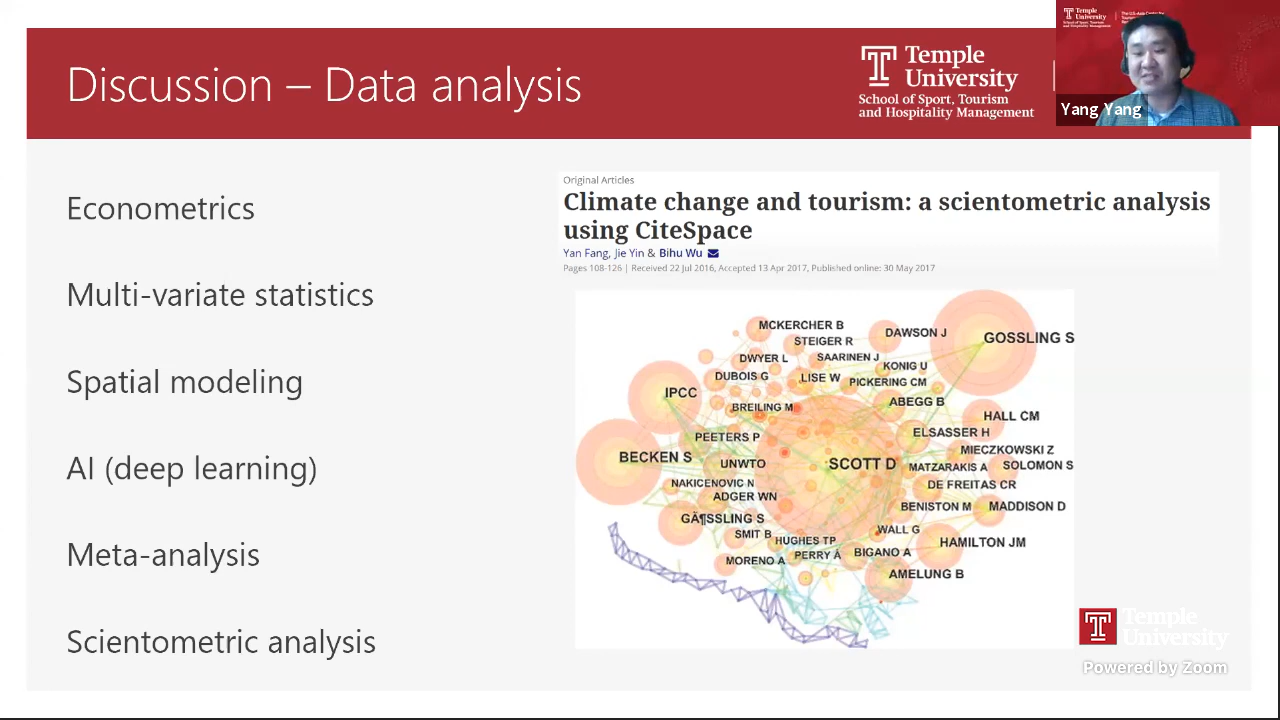 Discussion – Data analysis
Temple
University
School of Sport, Tourism
and Hospitality Management
Temple
University
Yang Yang
Econometrics
Multi-variate statistics
Spatial modeling
AI (deep learning)
Meta-analysis
Scientometric analysis
Original Articles
Climate change and tourism: a scientometric analysis
using CiteSpace
Yan Fang, Jie Yin & Bihu Wu
Pages 108-126 | Received 22 Jul 2016, Accepted 13 Apr 2017, Published online: 30 May 2017
MCKERCHER B
DAWSON J
GOSSLING S
STEIGER R
DWYER L
SAARINEN J
KONIG U
DUBOIS G
LISE W
PICKERING CM
IPCC
BREILING M
ABEGG B
HALL CM
PEETERS P
ELSASSER H
BECKEN S
UNWTO
SCOTT D
MIECZKOWSKI Z
MATZARAKIS A
SOLOMON S
NAKICENOVIC N
DE FREITAS CR
ADGER WN
BENISTON M
MADDISON D
GÄ¶SSLING S
SMIT B
WALL G
HUGHES TP
HAMILTON JM
MORENO A
PERRY A
BIGANO A
AMELUNG B
Temple
University
Powered by Zoom